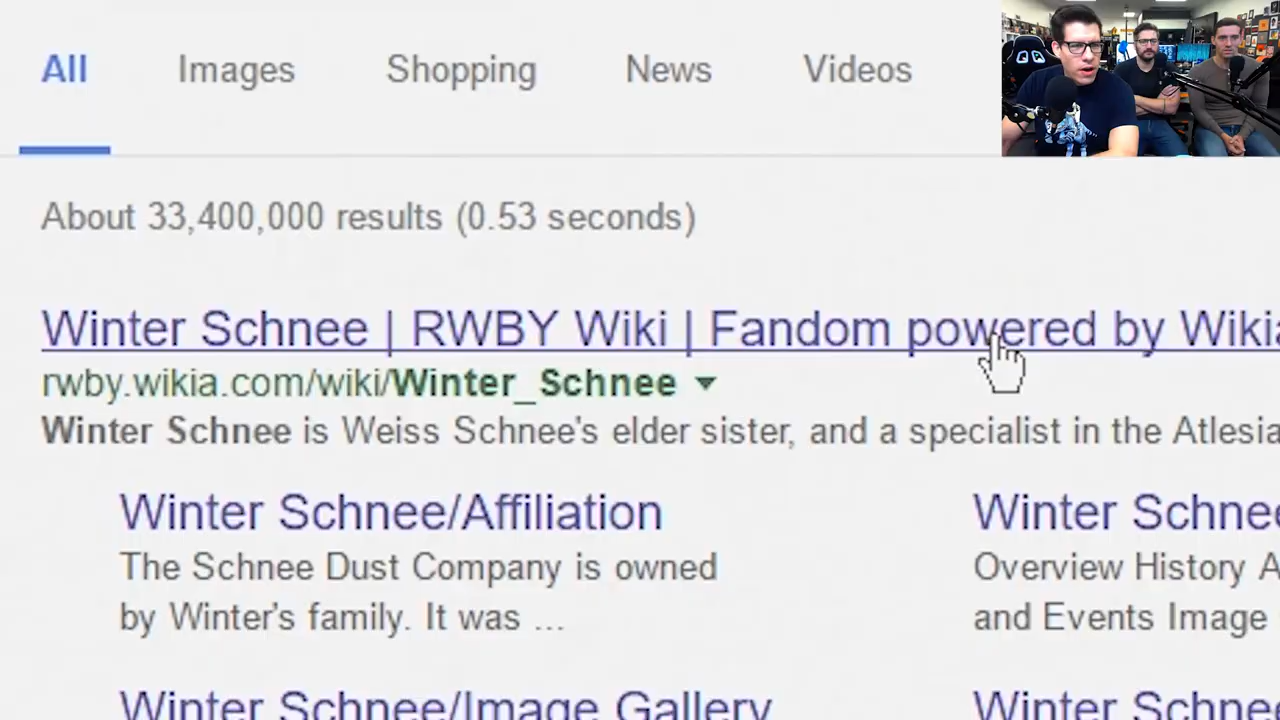 All Images Shopping News Videos
About 33,400,000 results (0.53 seconds)
Winter Schnee | RWBY Wiki | Fandom powered by Wikia
rwby.wikia.com/wiki/Winter_Schnee
Winter Schnee is Weiss Schnee's elder sister, and a specialist in the Atlesia
Winter Schnee/Affiliation
The Schnee Dust Company is owned
by Winter's family. It was ...
Winter Schnee
Overview History A
and Events Image
Winter Schnee/Image Gallery
Winter Schnee